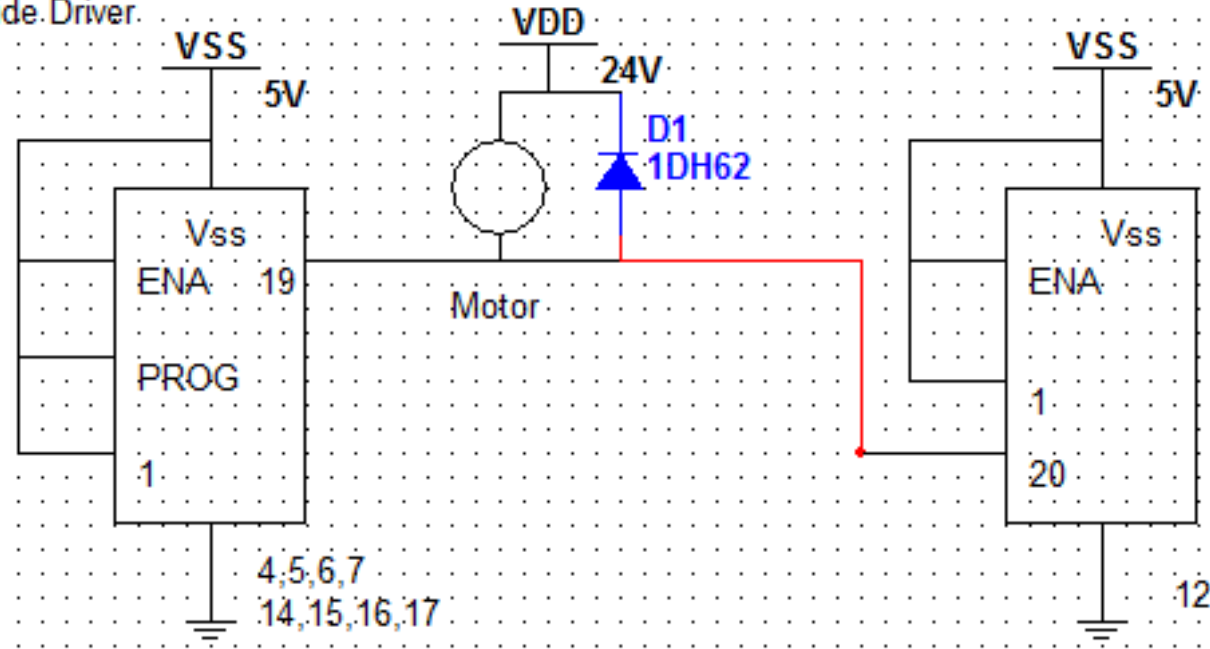 de Driver
VSS
5V
VDD
24V
D1
1DH62
VSS
5V
Vss
ENA 19
PROG
1
Motor
Vss
ENA
1
20
4,5,6,7
14,15,16,17
12